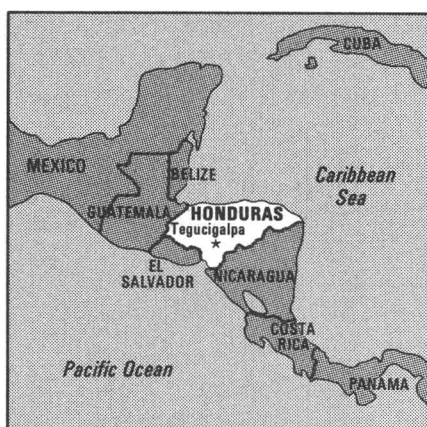 CUBA
MEXICO
BELIZE
Caribbean
Sea
GUATEMALA
HONDURAS
Tegucigalpa
EL
SALVADOR
NICARAGUA
COSTA
RICA
Pacific Ocean
PANAMA